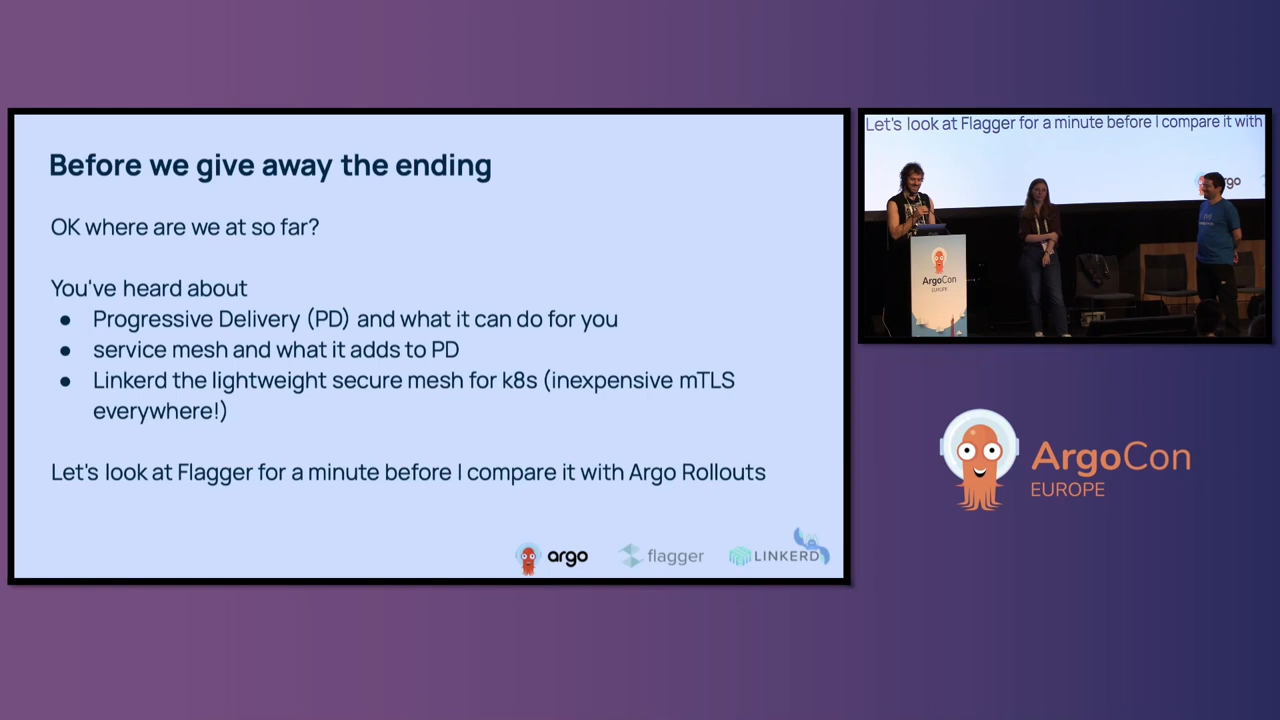 Before we give away the ending
OK where are we at so far?
You've heard about
● Progressive Delivery (PD) and what it can do for you
● service mesh and what it adds to PD
● Linkerd the lightweight secure mesh for k8s (inexpensive mTLS
everywhere!)
Let's look at Flagger for a minute before I compare it with Argo Rollouts
argo
flagger
LINKERD
Let's look at Flagger for a minute before I compare it with
ArgoCon
EUROPE
ArgoCon
EUROPE